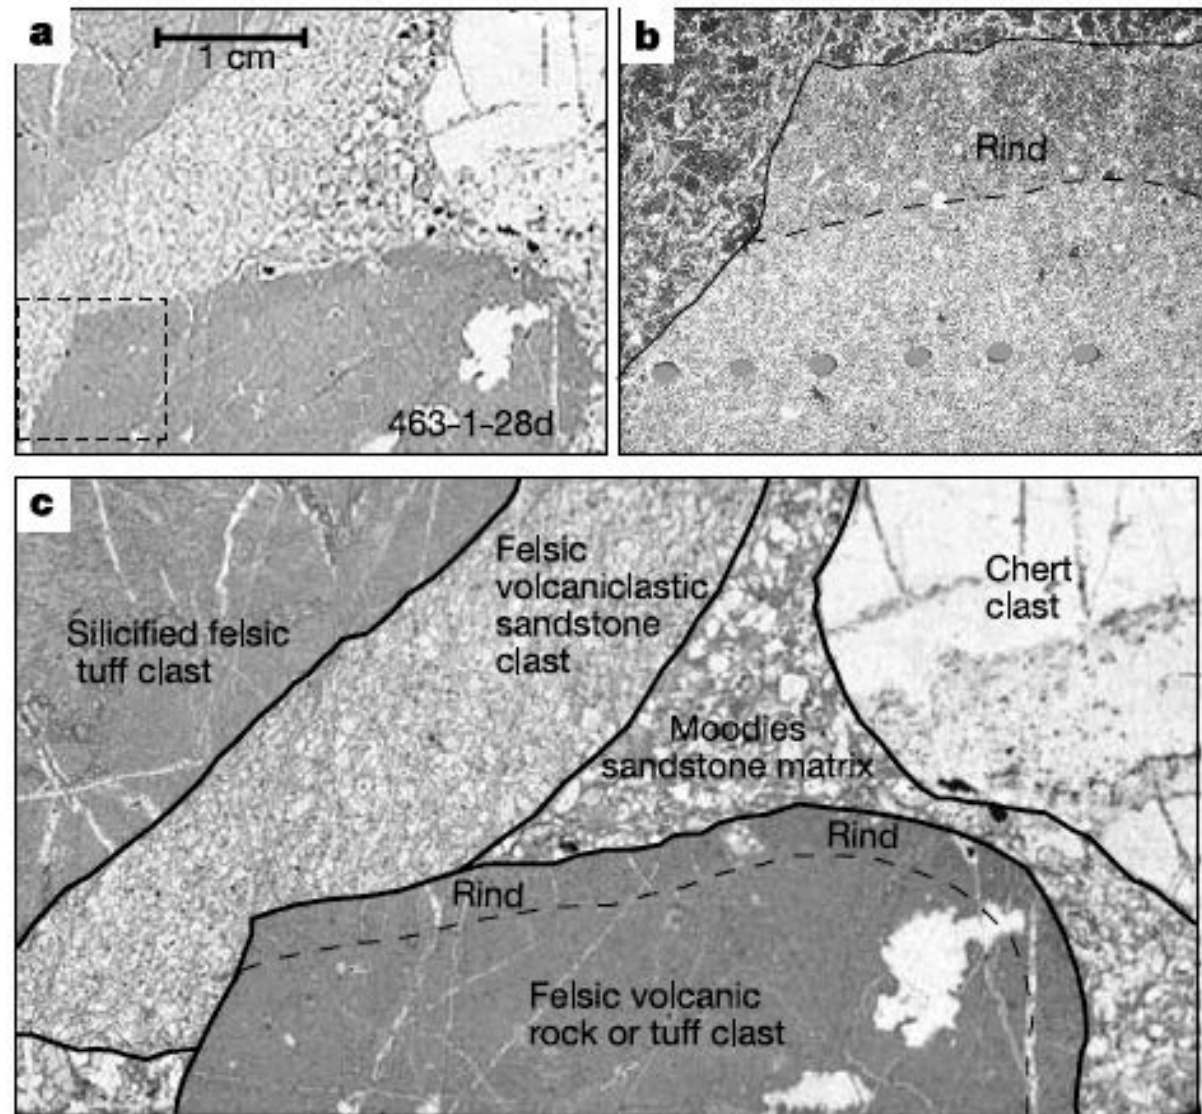 a
1 cm
463-1-28d
b
Rind
c
Silicified felsic
tuff clast
Felsic
volcaniclastic
sandstone
clast
Chert
clast
Moodies
sandstone matrix
Rind
Rind
Felsic volcanic
rock or tuff clast